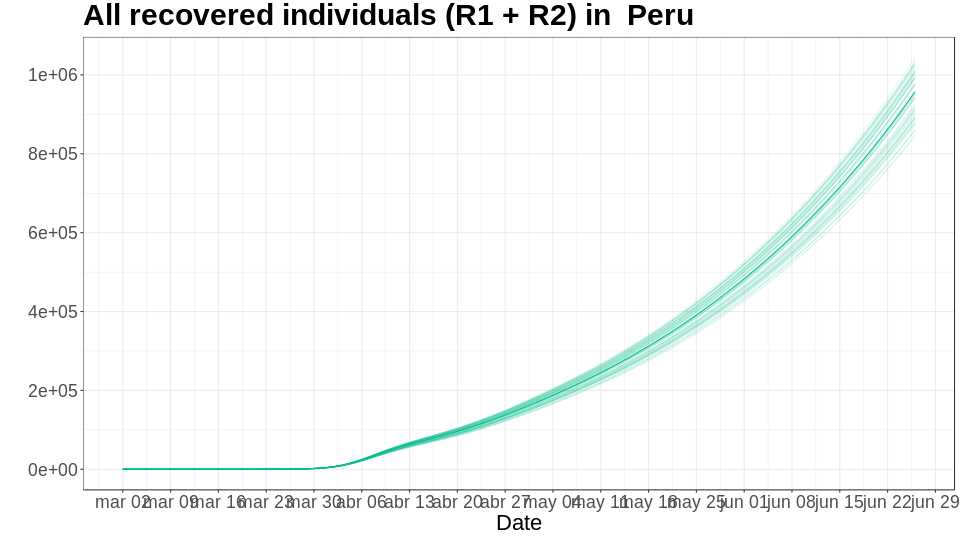 All recovered individuals (R1 + R2) in  Peru
1e+06
8e+05
6e+05
4e+05
2e+05
0e+00
mar 02 mar 09 mar 16 mar 23 mar 30 abr 06 abr 13 abr 20 abr 27 may 04 may 11 may 18 may 25 jun 01 jun 08 jun 15 jun 22 jun 29
Date